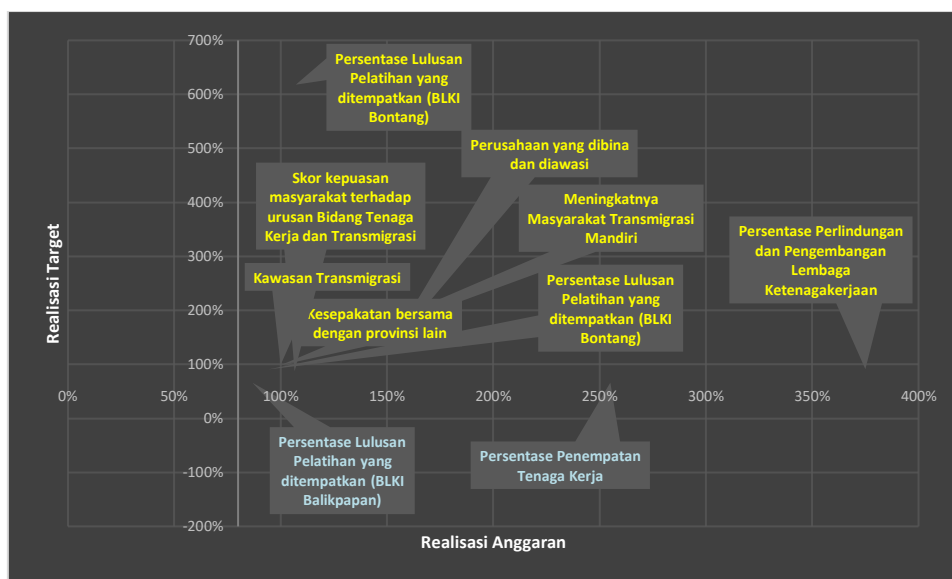 700%
600%
500%
400%
300%
200%
100%
0%
-100%
-200%
0%
50%
100%
150%
200%
250%
300%
350%
400%
Realisasi Target
Realisasi Anggaran
Persentase Lulusan
Pelatihan yang
ditempatkan (BLKI
Bontang)
Perusahaan yang dibina
dan diawasi
Skor kepuasan
masyarakat terhadap
urusan Bidang Tenaga
Kerja dan Transmigrasi
Meningkatnya
Masyarakat Transmigrasi
Mandiri
Persentase Perlindungan
dan Pengembangan
Lembaga
Ketenagakerjaan
Kawasan Transmigrasi
Persentase Lulusan
Pelatihan yang
ditempatkan (BLKI
Bontang)
Kesepakatan bersama
dengan provinsi lain
Persentase Lulusan
Pelatihan yang
ditempatkan (BLKI
Balikpapan)
Persentase Penempatan
Tenaga Kerja